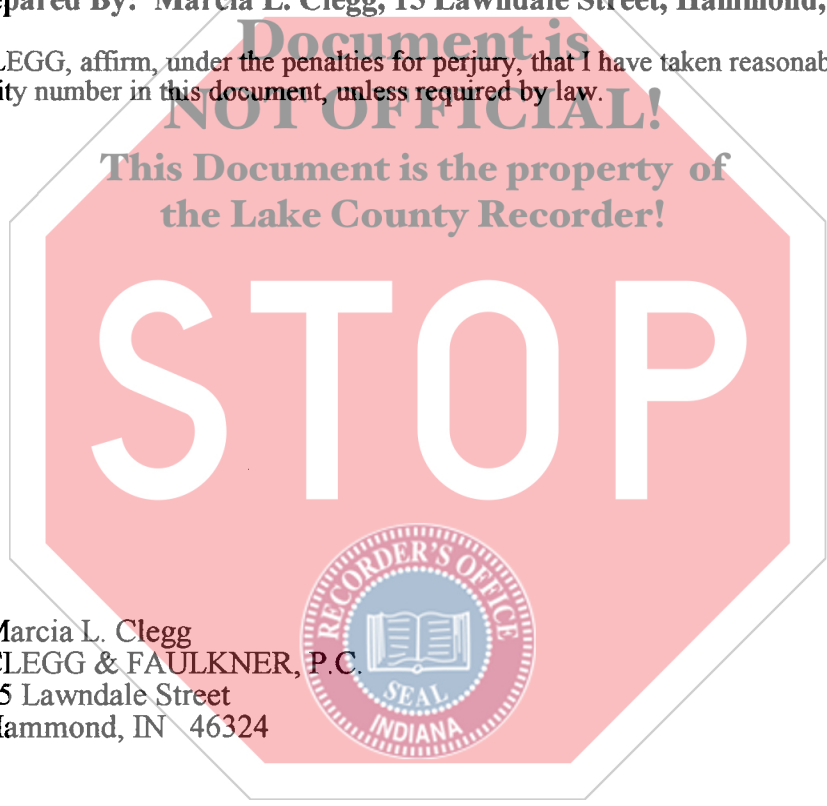 epared By: Marcia L. Clegg, 15 Lawndale Street, Hammond,
Document is
LEGG, affirm, under the penalties for perjury, that I have taken reasonab
ity number in this document, unless required by law.
NOT OFFICIAL!
This Document is the property of
the Lake County Recorder!
STOP
RECORDER'S OFFICE
SEAL
INDIANA
Marcia L. Clegg
CLEGG & FAULKNER, P.C.
5 Lawndale Street
Hammond, IN 46324